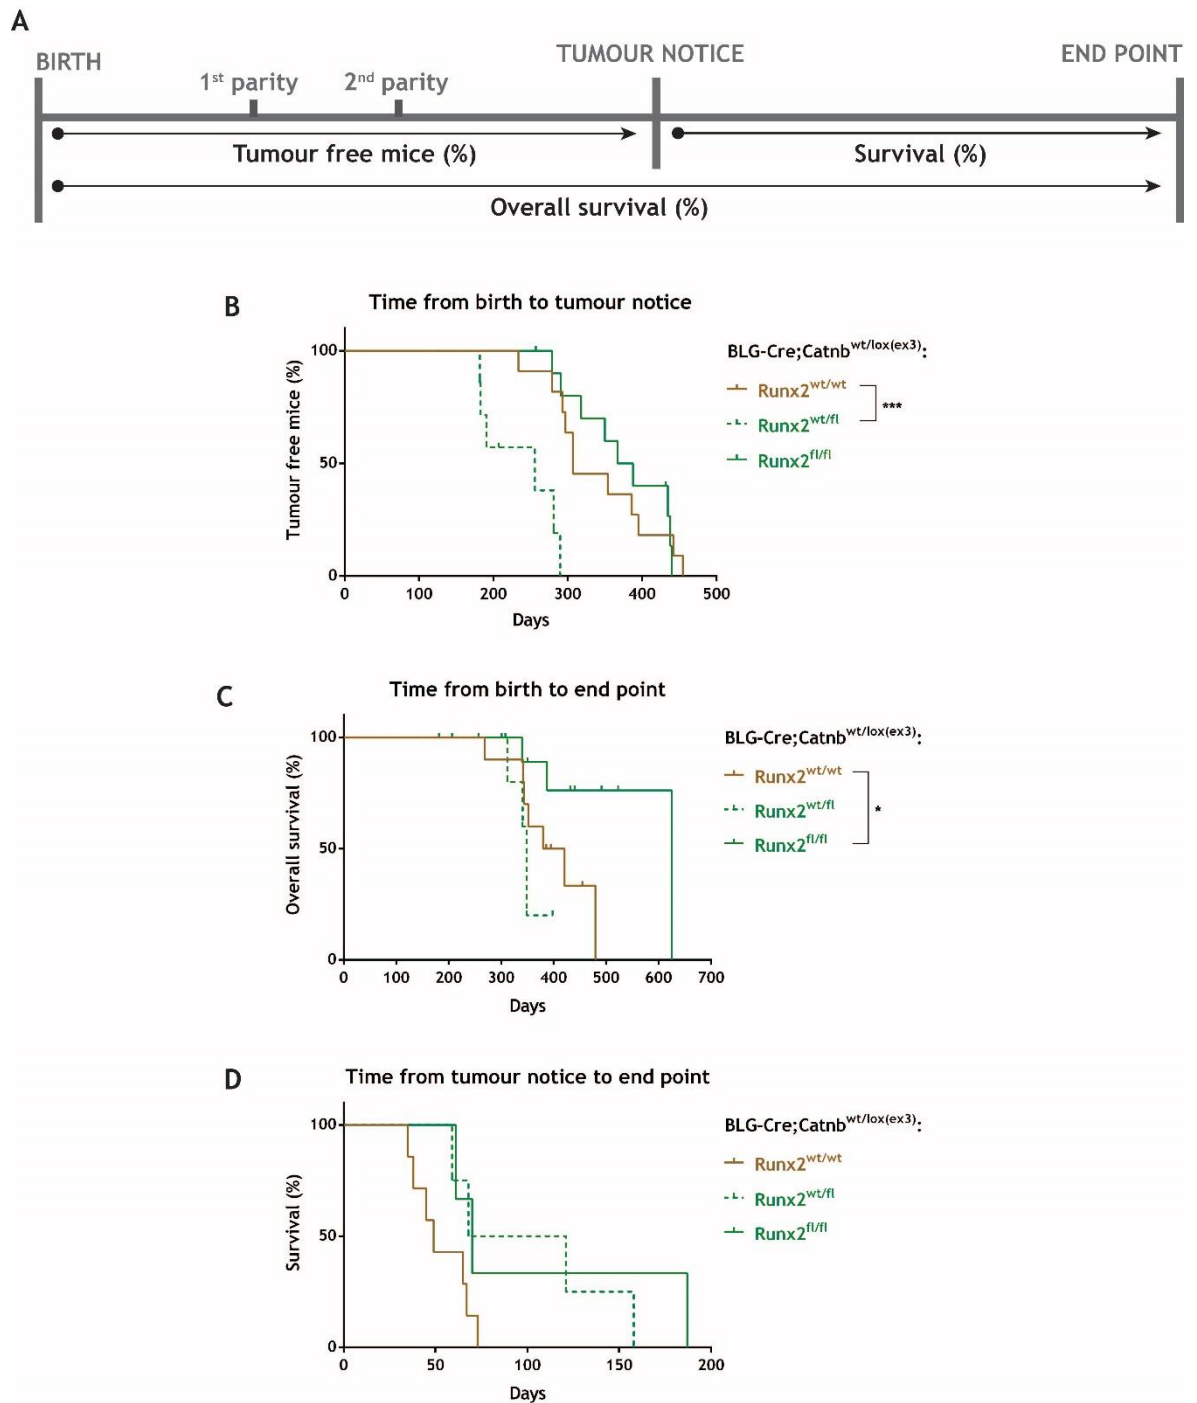 A
BIRTH
1st parity
2nd parity
TUMOUR NOTICE
END POINT
Tumour free mice (%)
Survival (%)
Overall survival (%)
B
Time from birth to tumour notice
Tumour free mice (%)
100
50
0
0 100 200 300 400 500
Days
BLG-Cre;Catnbwt/lox(ex3):
Runx2wt/wt
***
Runx2wt/fl
Runx2fl/fl
C
Time from birth to end point
Overall survival (%)
100
50
0
0 100 200 300 400 500 600 700
Days
BLG-Cre;Catnbwt/lox(ex3):
Runx2wt/wt
Runx2wt/fl
*
Runx2fl/fl
D
Time from tumour notice to end point
Survival (%)
100
50
0
0 50 100 150 200
Days
BLG-Cre;Catnbwt/lox(ex3):
Runx2wt/wt
Runx2wt/fl
Runx2fl/fl